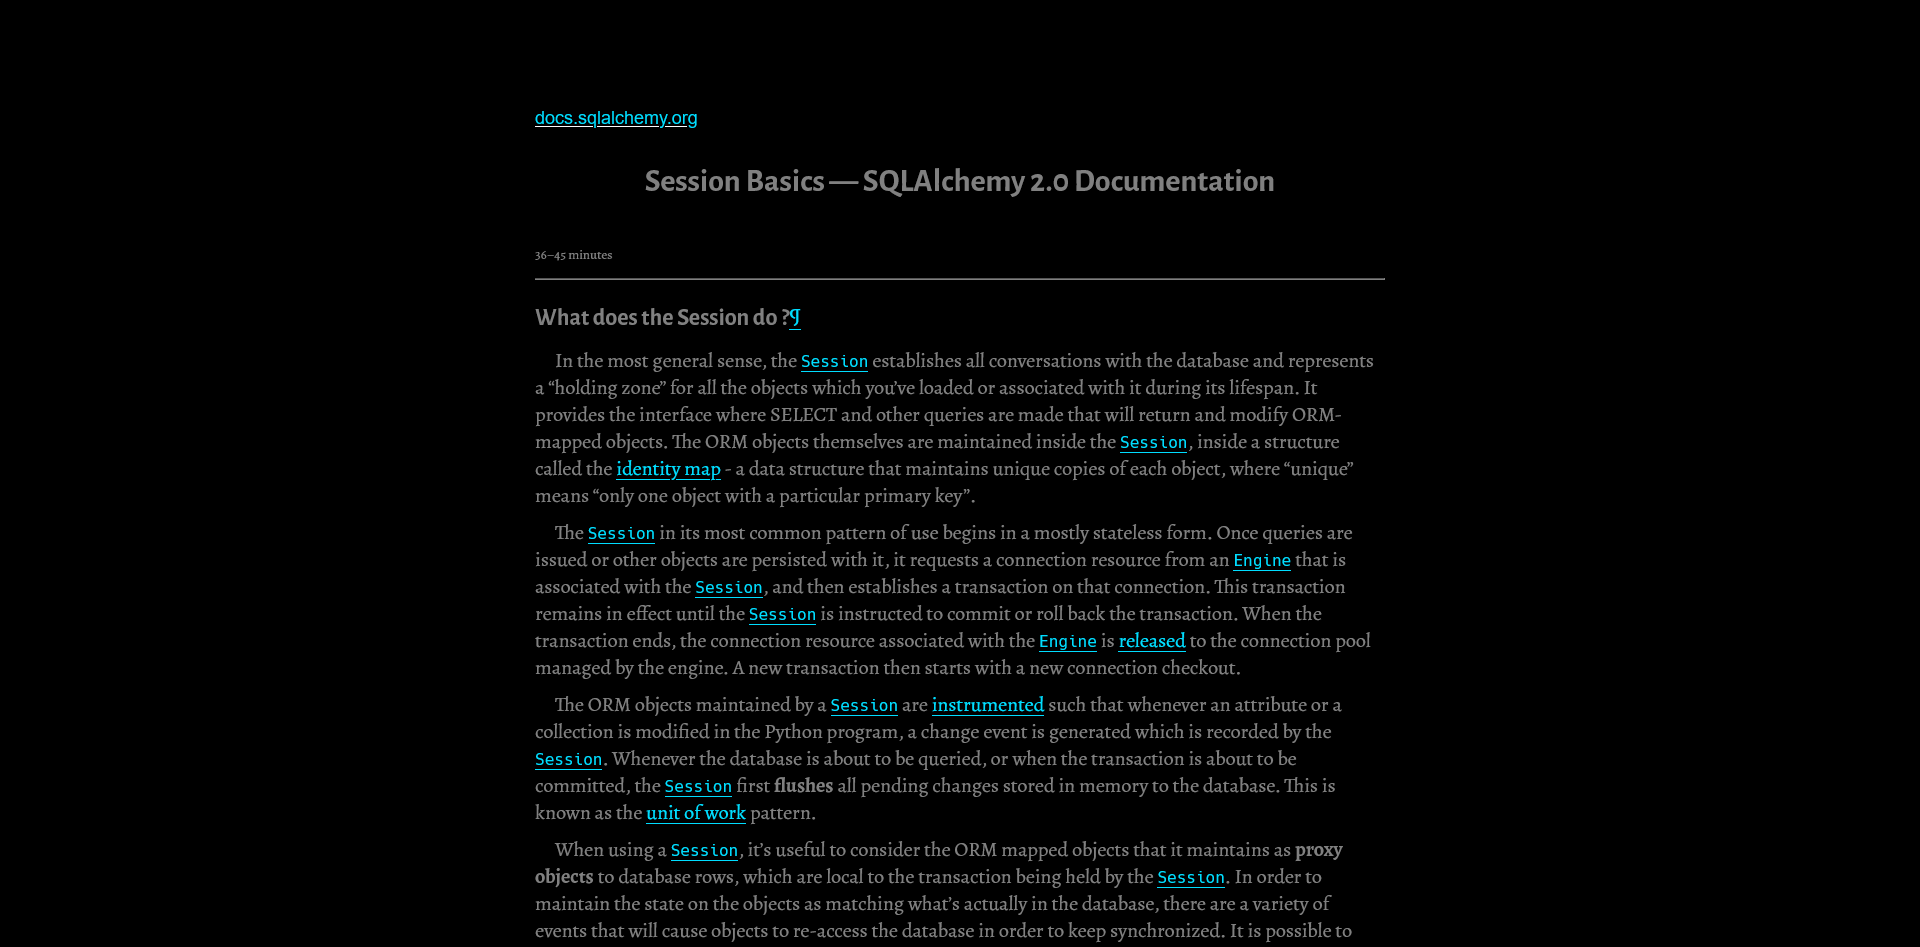 docs.sqlalchemy.org
Session Basics — SQLAlchemy 2.0 Documentation
36–45 minutes
What does the Session do ?¶
In the most general sense, the Session establishes all conversations with the database and represents
a “holding zone” for all the objects which you’ve loaded or associated with it during its lifespan. It
provides the interface where SELECT and other queries are made that will return and modify ORM-
mapped objects. The ORM objects themselves are maintained inside the Session, inside a structure
called the identity map - a data structure that maintains unique copies of each object, where “unique”
means “only one object with a particular primary key”.
The Session in its most common pattern of use begins in a mostly stateless form. Once queries are
issued or other objects are persisted with it, it requests a connection resource from an Engine that is
associated with the Session, and then establishes a transaction on that connection. This transaction
remains in effect until the Session is instructed to commit or roll back the transaction. When the
transaction ends, the connection resource associated with the Engine is released to the connection pool
managed by the engine. A new transaction then starts with a new connection checkout.
The ORM objects maintained by a Session are instrumented such that whenever an attribute or a
collection is modified in the Python program, a change event is generated which is recorded by the
Session. Whenever the database is about to be queried, or when the transaction is about to be
committed, the Session first flushes all pending changes stored in memory to the database. This is
known as the unit of work pattern.
When using a Session, it’s useful to consider the ORM mapped objects that it maintains as proxy
objects to database rows, which are local to the transaction being held by the Session. In order to
maintain the state on the objects as matching what’s actually in the database, there are a variety of
events that will cause objects to re-access the database in order to keep synchronized. It is possible to